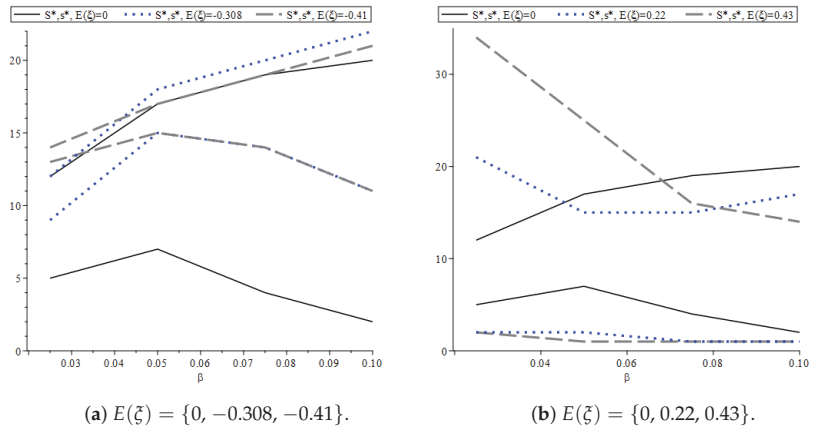 S*,s*, E(ξ)=0 S*,s*, E(ξ)=-0.308 S*,s*, E(ξ)=-0.41
20
15
10
5
0
0.03 0.04 0.05 0.06 0.07 0.08 0.09 0.10
β
(a) E(ξ) = {0, −0.308, −0.41}.
S*,s*, E(ξ)=0 S*,s*, E(ξ)=0.22 S*,s*, E(ξ)=0.43
30
20
10
0
0.04 0.06 0.08 0.10
β
(b) E(ξ) = {0, 0.22, 0.43}.